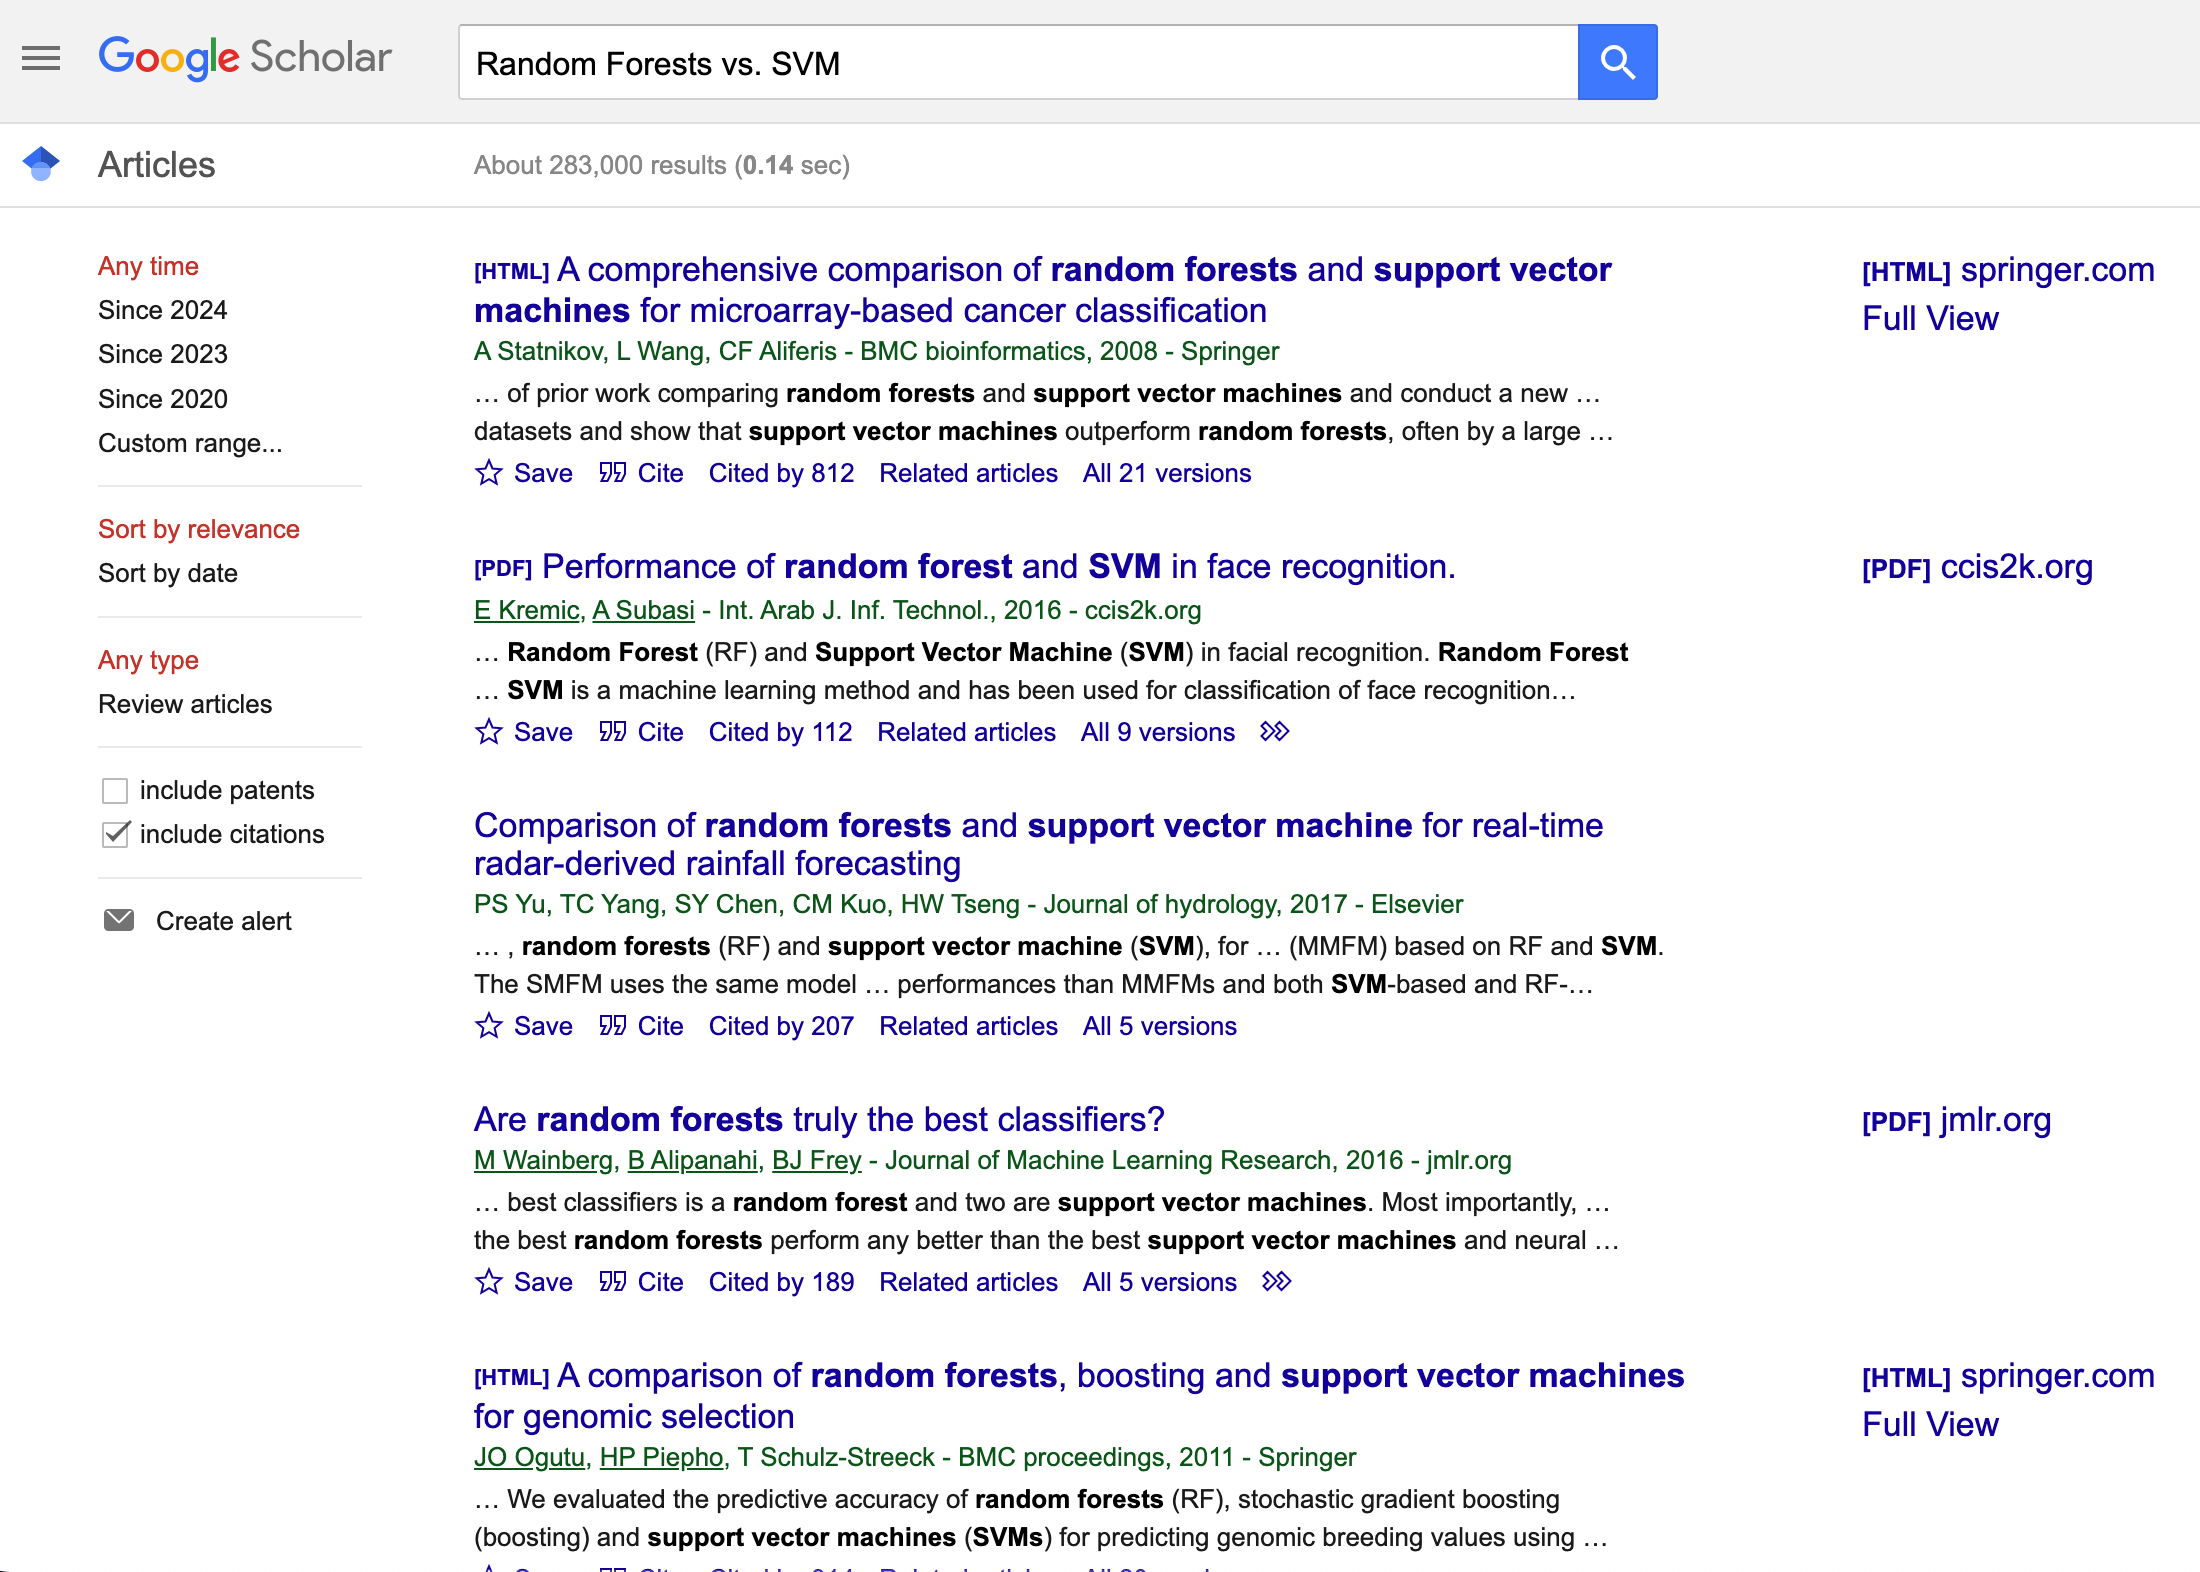 Google Scholar
Random Forests vs. SVM
Articles
About 283,000 results (0.14 sec)
Any time
Since 2024
Since 2023
Since 2020
Custom range...
Sort by relevance
Sort by date
Any type
Review articles
include patents
include citations
Create alert
[HTML] A comprehensive comparison of random forests and support vector
machines for microarray-based cancer classification
A Statnikov, L Wang, CF Aliferis - BMC bioinformatics, 2008 - Springer
… of prior work comparing random forests and support vector machines and conduct a new …
datasets and show that support vector machines outperform random forests, often by a large …
Save Cite Cited by 812 Related articles All 21 versions
[HTML] springer.com
Full View
[PDF] Performance of random forest and SVM in face recognition.
E Kremic, A Subasi - Int. Arab J. Inf. Technol., 2016 - ccis2k.org
… Random Forest (RF) and Support Vector Machine (SVM) in facial recognition. Random Forest
… SVM is a machine learning method and has been used for classification of face recognition…
Save Cite Cited by 112 Related articles All 9 versions
[PDF] ccis2k.org
Comparison of random forests and support vector machine for real-time
radar-derived rainfall forecasting
PS Yu, TC Yang, SY Chen, CM Kuo, HW Tseng - Journal of hydrology, 2017 - Elsevier
… , random forests (RF) and support vector machine (SVM), for … (MMFM) based on RF and SVM.
The SMFM uses the same model … performances than MMFMs and both SVM-based and RF-…
Save Cite Cited by 207 Related articles All 5 versions
Are random forests truly the best classifiers?
M Wainberg, B Alipanahi, BJ Frey - Journal of Machine Learning Research, 2016 - jmlr.org
… best classifiers is a random forest and two are support vector machines. Most importantly, …
the best random forests perform any better than the best support vector machines and neural …
Save Cite Cited by 189 Related articles All 5 versions
[PDF] jmlr.org
[HTML] A comparison of random forests, boosting and support vector machines
for genomic selection
JO Ogutu, HP Piepho, T Schulz-Streeck - BMC proceedings, 2011 - Springer
… We evaluated the predictive accuracy of random forests (RF), stochastic gradient boosting
(boosting) and support vector machines (SVMs) for predicting genomic breeding values using …
[HTML] springer.com
Full View